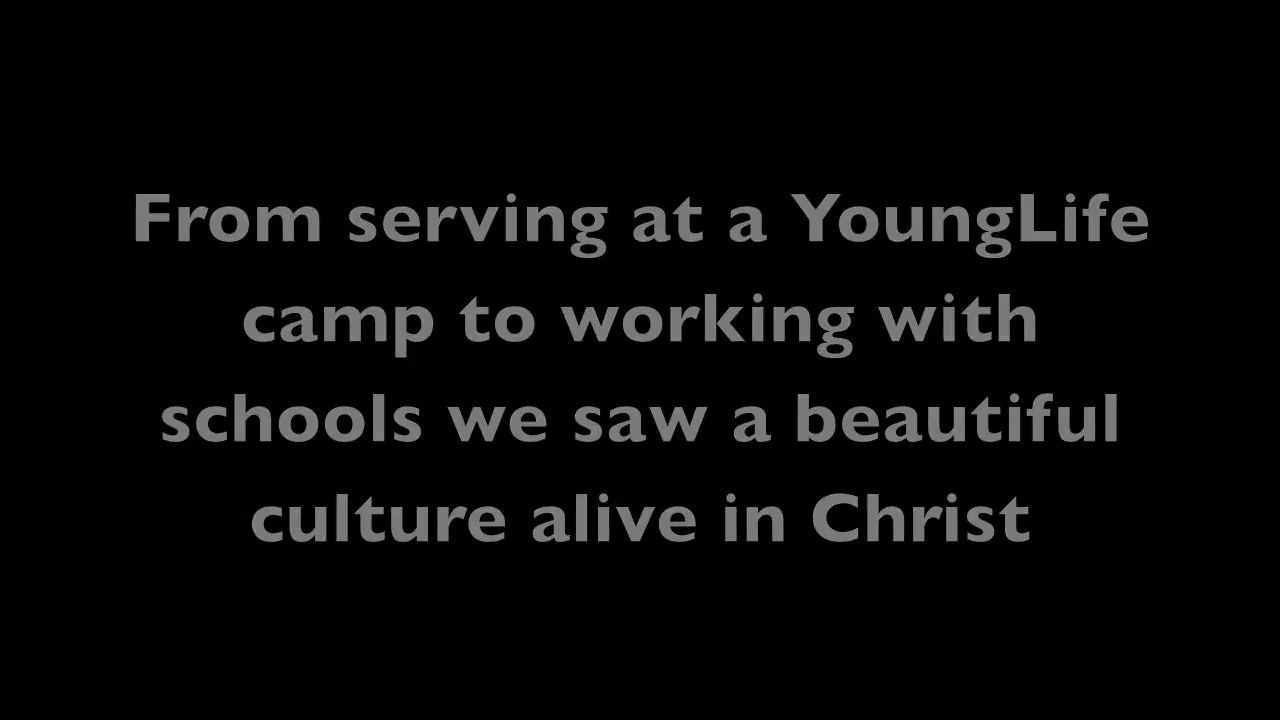 From serving at a YoungLife
camp to working with
schools we saw a beautiful
culture alive in Christ